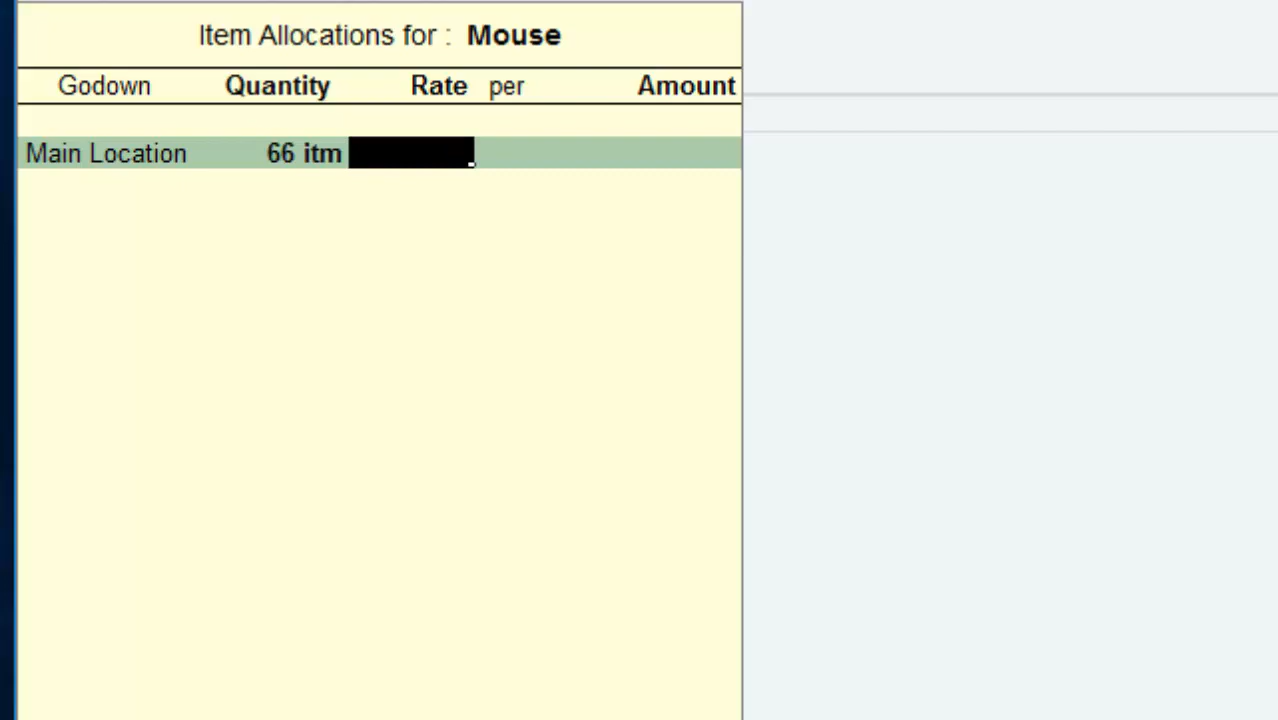 Item Allocations for : Mouse
Godown Quantity Rate per Amount
Main Location 66 itm